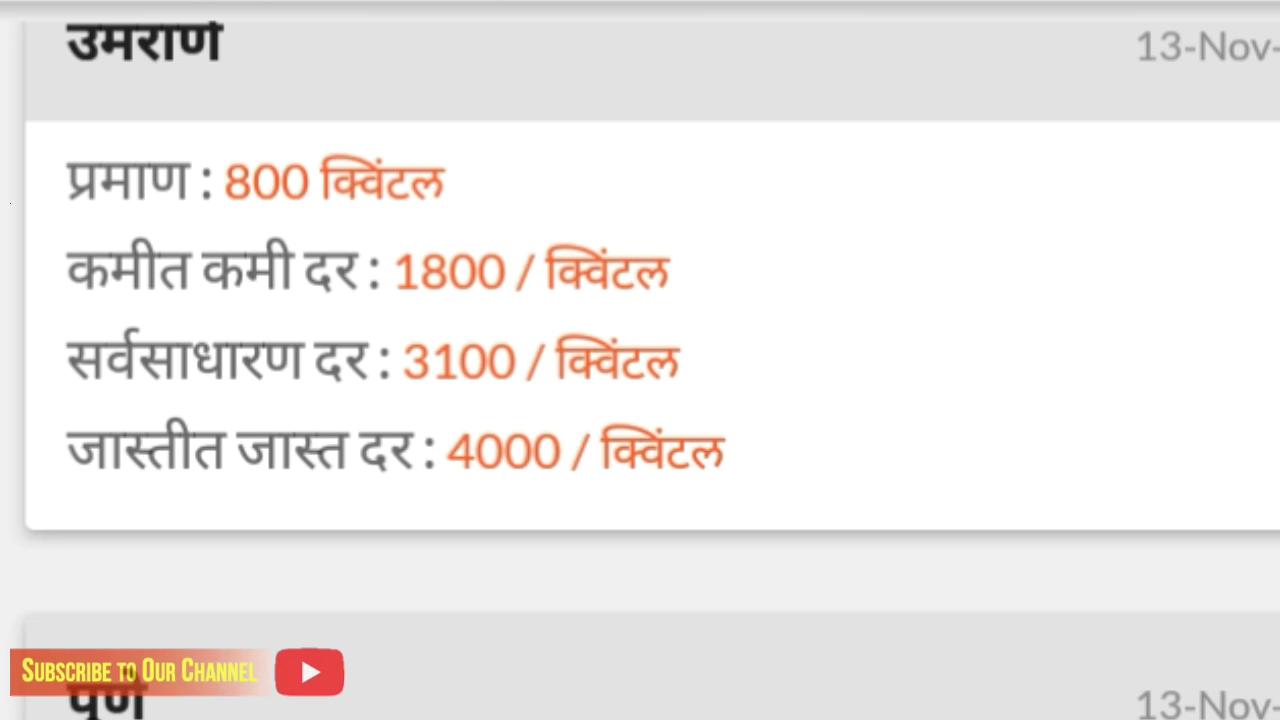 उमराणे 13-Nov-
प्रमाण : 800 क्विंटल
कमीत कमी दर : 1800 / क्विंटल
सर्वसाधारण दर : 3100 / क्विंटल
जास्तीत जास्त दर : 4000 / क्विंटल
SUBSCRIBE TO OUR CHANNEL
पुणे 13-Nov-